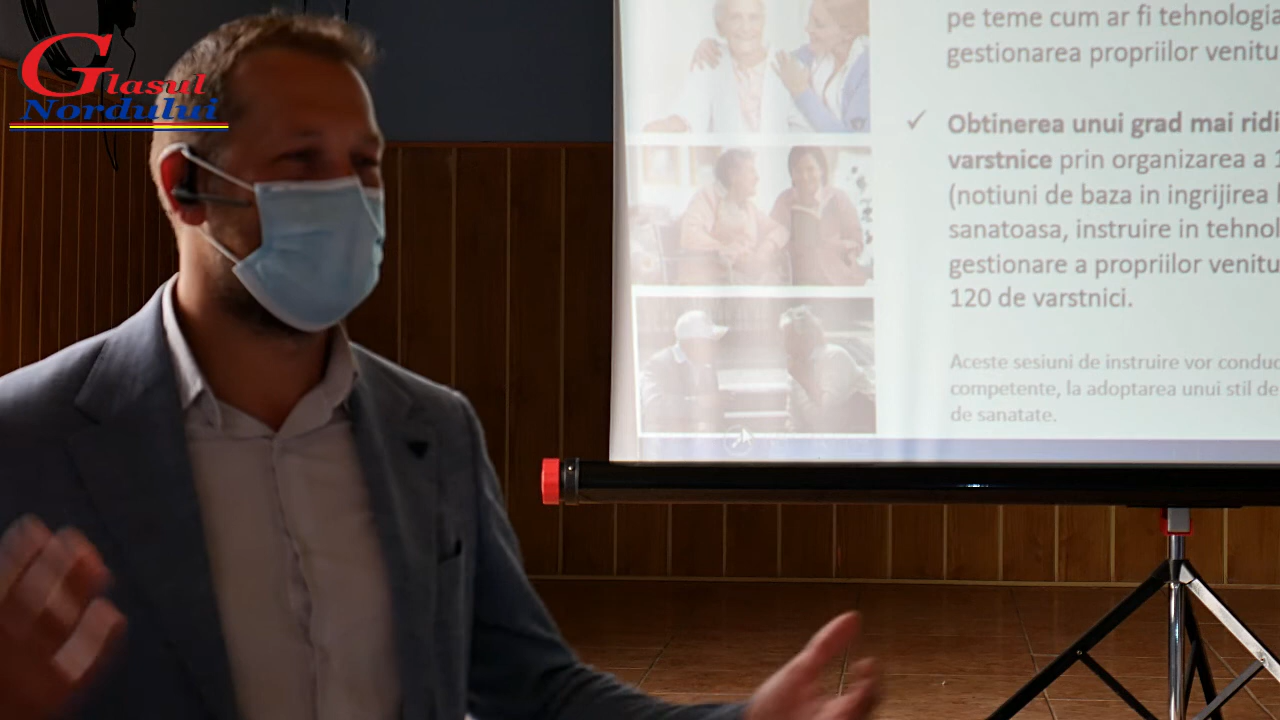 Glasul
Nordului
pe teme cum ar fi tehnologia
gestionarea propriilor venitu
✓ Obtinerea unui grad mai ridi
varstnice prin organizarea a 1
(notiuni de baza in ingrijirea
sanatoasa, instruire in tehnol
gestionare a propriilor venitu
120 de varstnici.
Aceste sesiuni de instruire vor conduc
competente, la adoptarea unui stil de
de sanatate.